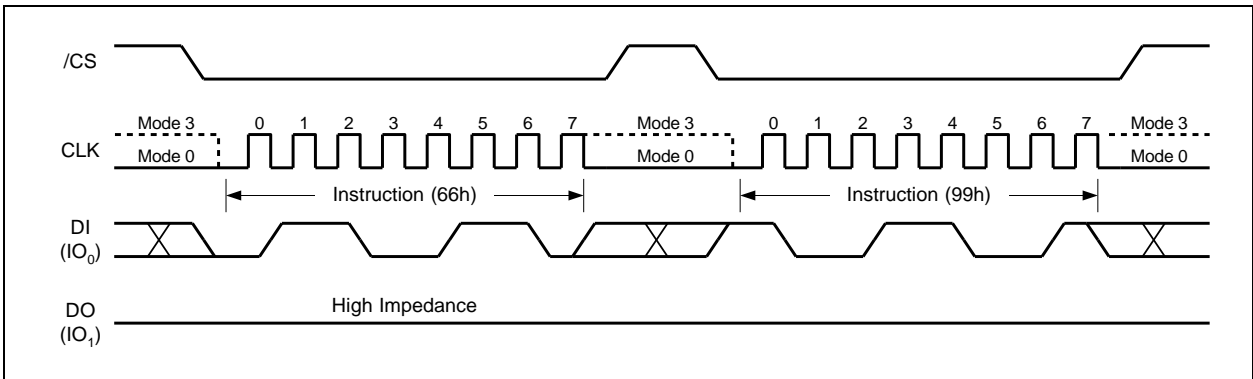 /CS
Mode 3 0 1 2 3 4 5 6 7 Mode 3 0 1 2 3 4 5 6 7 Mode 3
CLK
Mode 0 Mode 0 Mode 0
Instruction (66h) Instruction (99h)
DI
(IO0)
High Impedance
DO
(IO1)